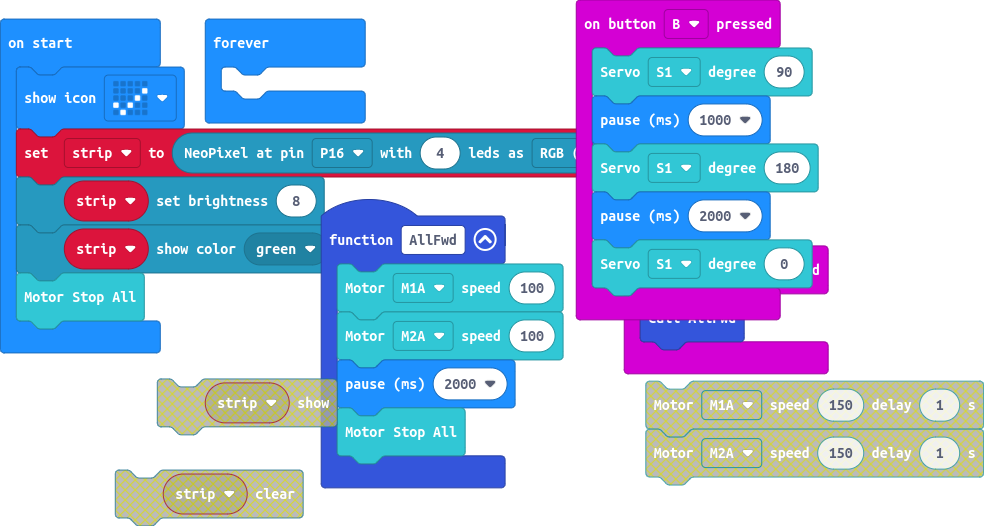 on start
show icon
set strip to NeoPixel at pin P16 with 4 leds as RGB
strip set brightness 8
strip show color green
Motor Stop All
forever
function AllFwd
Motor M1A speed 100
Motor M2A speed 100
pause (ms) 2000
Motor Stop All
strip show
strip clear
on button B pressed
Servo S1 degree 90
pause (ms) 1000
Servo S1 degree 180
pause (ms) 2000
Servo S1 degree 0
call AllFwd
Motor M1A speed 150 delay 1 s
Motor M2A speed 150 delay 1 s